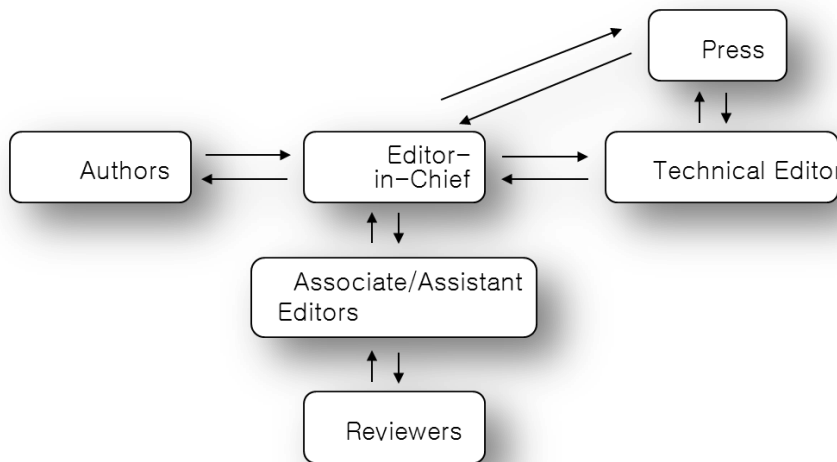 Press
Authors
Editor-
in-Chief
Technical Editor
Associate/Assistant
Editors
Reviewers